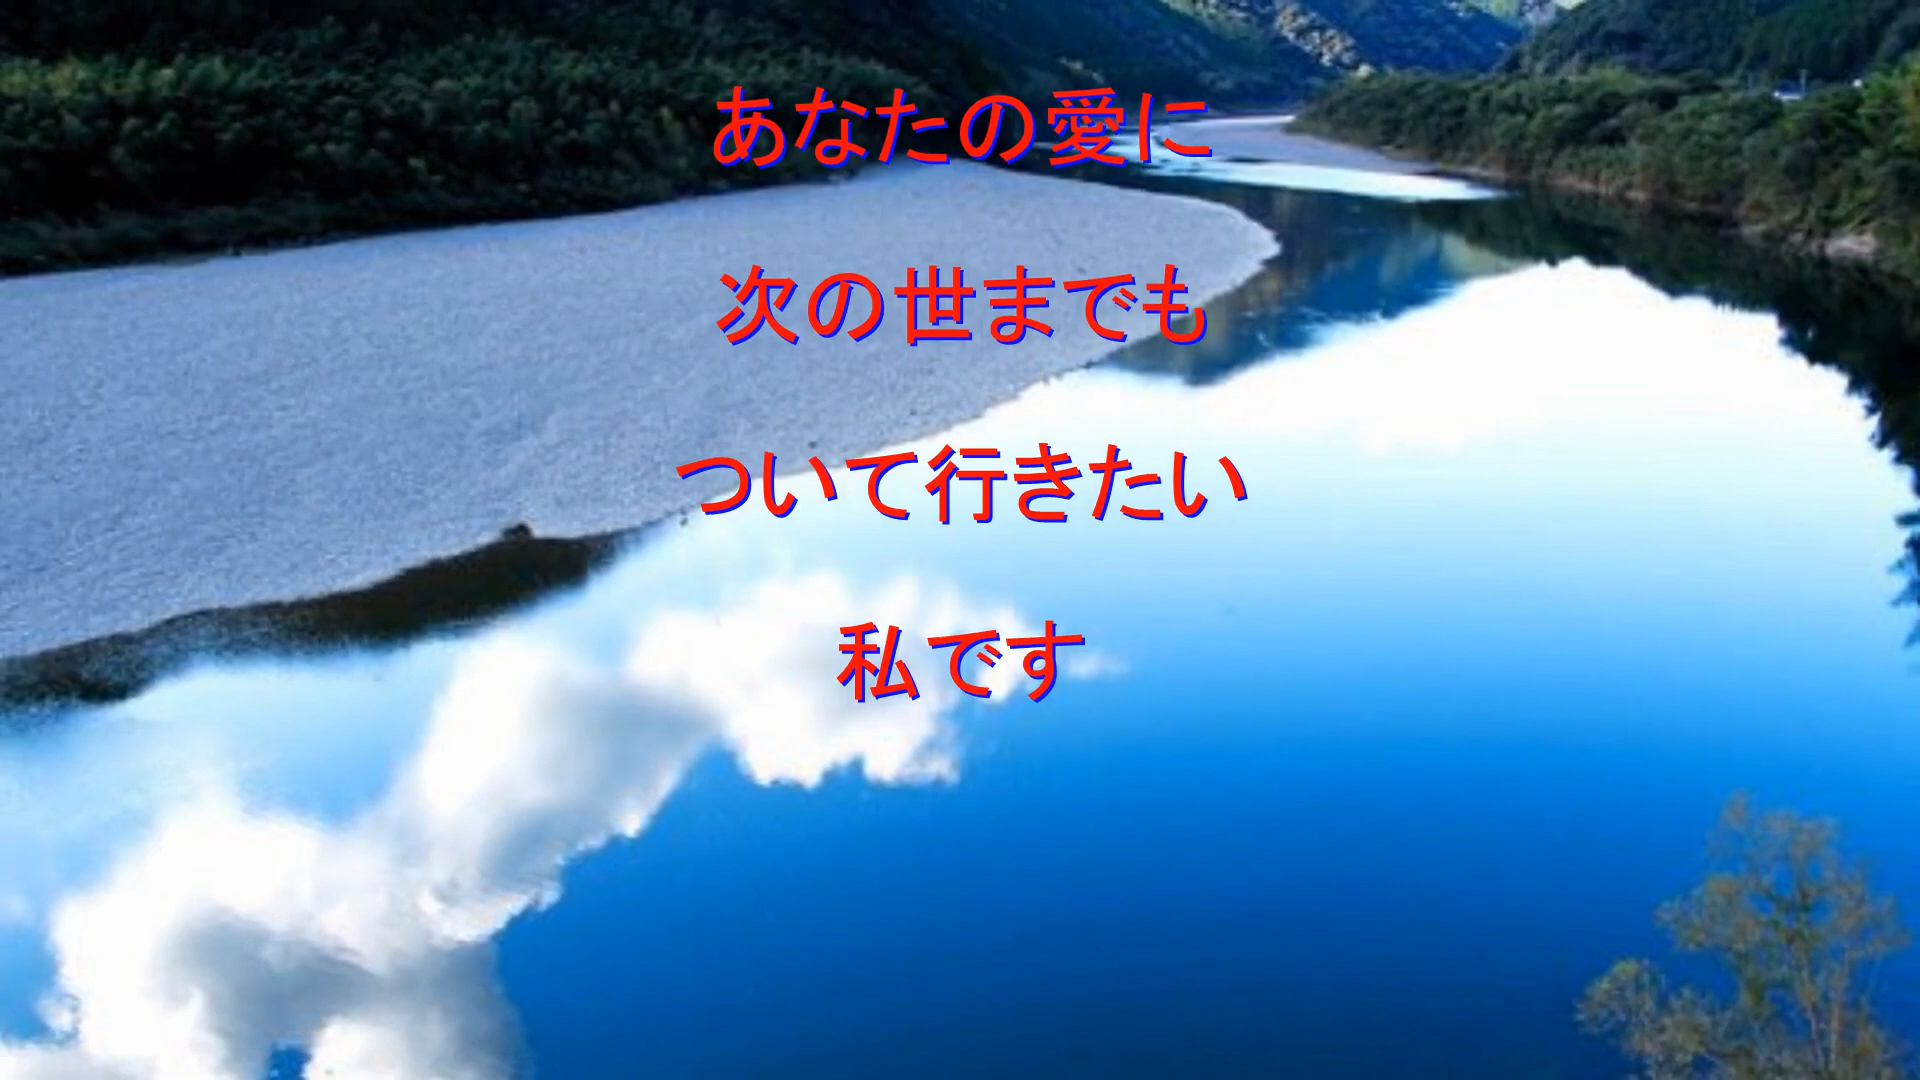 あなたの愛に
次の世までも
ついて行きたい
私です